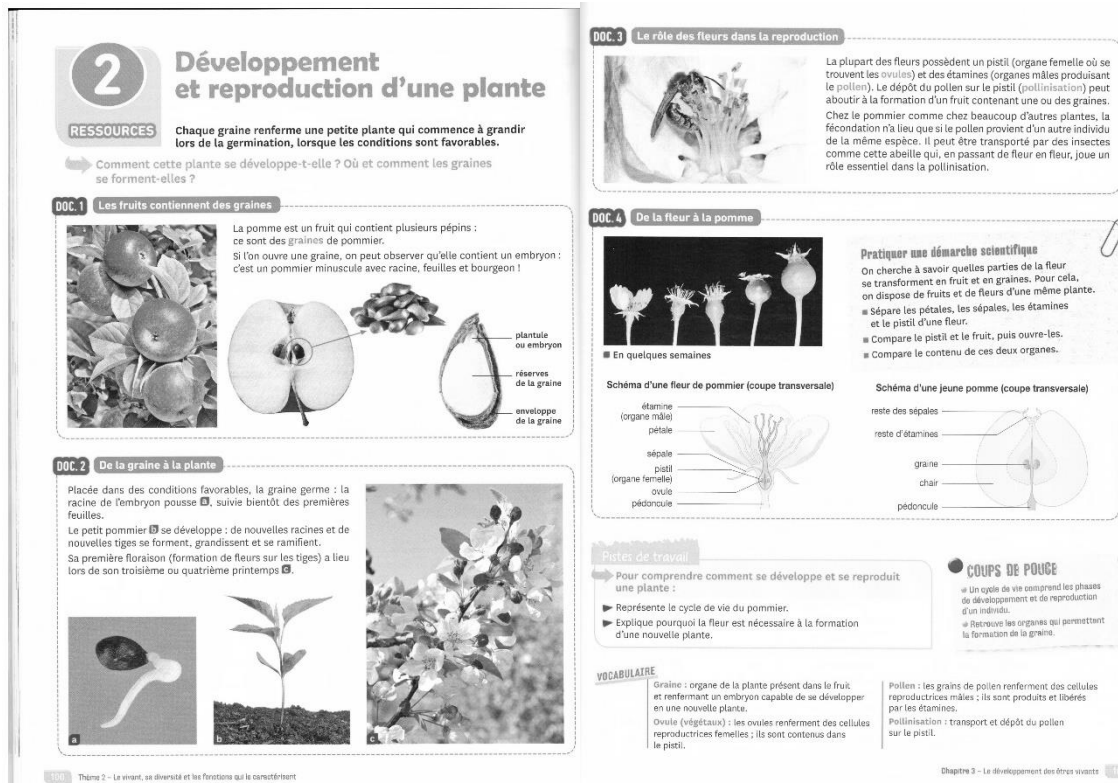 2
RESSOURCES
Développement
et reproduction d'une plante
Chaque graine renferme une petite plante qui commence à grandir
lors de la germination, lorsque les conditions sont favorables.
Comment cette plante se développe-t-elle ? Où et comment les graines
se forment-elles ?
DOC. 1 Les fruits contiennent des graines
La pomme est un fruit qui contient plusieurs pépins :
ce sont des graines de pommier.
Si l'on ouvre une graine, on peut observer qu'elle contient un embryon :
c'est un pommier minuscule avec racine, feuilles et bourgeon !
plantule
ou embryon
réserves
de la graine
enveloppe
de la graine
DOC. 2 De la graine à la plante
Placée dans des conditions favorables, la graine germe : la
racine de l'embryon pousse a, suivie bientôt des premières
feuilles.
Le petit pommier b se développe : de nouvelles racines et de
nouvelles tiges se forment, grandissent et se ramifient.
Sa première floraison (formation de fleurs sur les tiges) a lieu
lors de son troisième ou quatrième printemps c.
a
b
c
106 Thème 2 – Le vivant, sa diversité et les fonctions qui le caractérisent
DOC. 3 Le rôle des fleurs dans la reproduction
La plupart des fleurs possèdent un pistil (organe femelle où se
trouvent les ovules) et des étamines (organes mâles produisant
le pollen). Le dépôt du pollen sur le pistil (pollinisation) peut
aboutir à la formation d'un fruit contenant une ou des graines.
Chez le pommier comme chez beaucoup d'autres plantes, la
fécondation n'a lieu que si le pollen provient d'un autre individu
de la même espèce. Il peut être transporté par des insectes
comme cette abeille qui, en passant de fleur en fleur, joue un
rôle essentiel dans la pollinisation.
DOC. 4 De la fleur à la pomme
En quelques semaines
Pratiquer une démarche scientifique
On cherche à savoir quelles parties de la fleur
se transforment en fruit et en graines. Pour cela,
on dispose de fruits et de fleurs d'une même plante.
Sépare les pétales, les sépales, les étamines
et le pistil d'une fleur.
Compare le pistil et le fruit, puis ouvre-les.
Compare le contenu de ces deux organes.
Schéma d'une fleur de pommier (coupe transversale)
étamine
(organe mâle)
pétale
sépale
pistil
(organe femelle)
ovule
pédoncule
Schéma d'une jeune pomme (coupe transversale)
reste des sépales
reste d'étamines
graine
chair
pédoncule
Pistes de travail
Pour comprendre comment se développe et se reproduit
une plante :
Représente le cycle de vie du pommier.
Explique pourquoi la fleur est nécessaire à la formation
d'une nouvelle plante.
COUPS DE POUCE
Un cycle de vie comprend les phases
de développement et de reproduction
d'un individu.
Retrouve les organes qui permettent
la formation de la graine.
VOCABULAIRE
Graine : organe de la plante présent dans le fruit
et renfermant un embryon capable de se développer
en une nouvelle plante.
Ovule (végétaux) : les ovules renferment des cellules
reproductrices femelles ; ils sont contenus dans
le pistil.
Pollen : les grains de pollen renferment des cellules
reproductrices mâles ; ils sont produits et libérés
par les étamines.
Pollinisation : transport et dépôt du pollen
sur le pistil.
Chapitre 3 – Le développement des êtres vivants